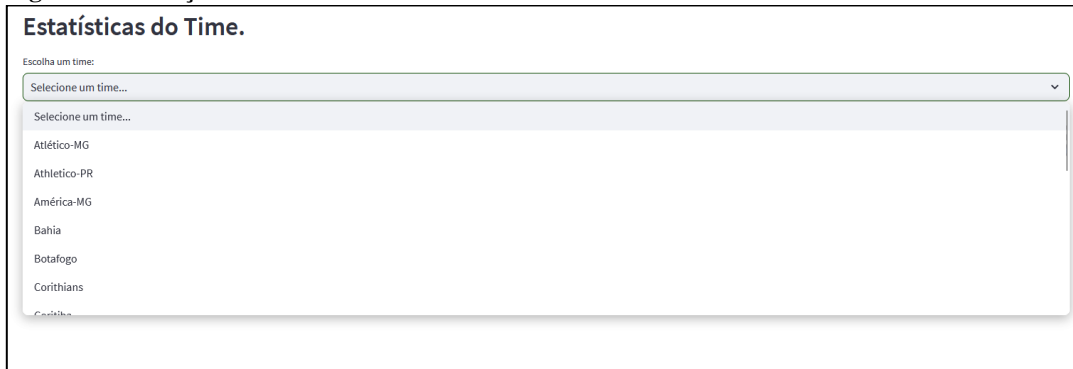 Estatísticas do Time.
Escolha um time:
Selecione um time...
Selecione um time...
Atlético-MG
Athletico-PR
América-MG
Bahia
Botafogo
Corithians
Coritiba